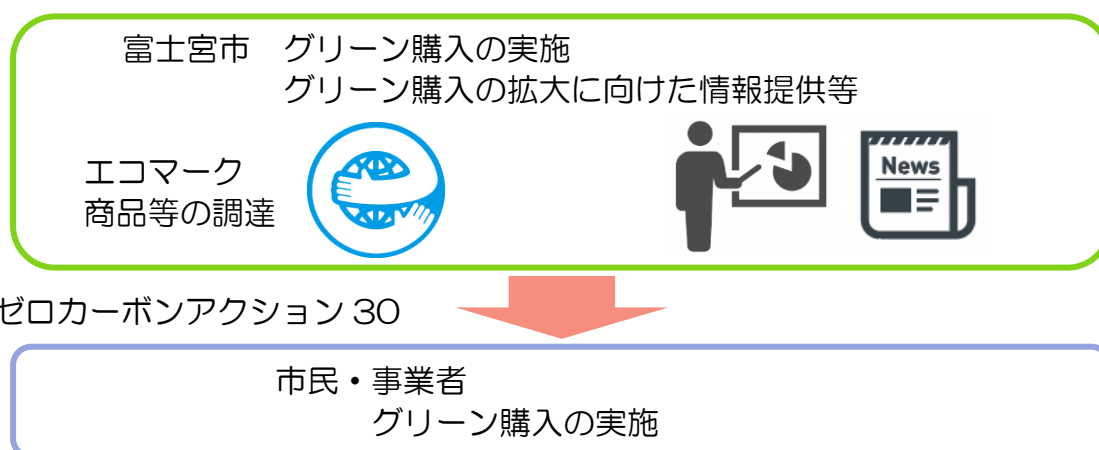 富士宮市　グリーン購入の実施
グリーン購入の拡大に向けた情報提供等
エコマーク
商品等の調達
News
ゼロカーボンアクション 30
市民・事業者
グリーン購入の実施